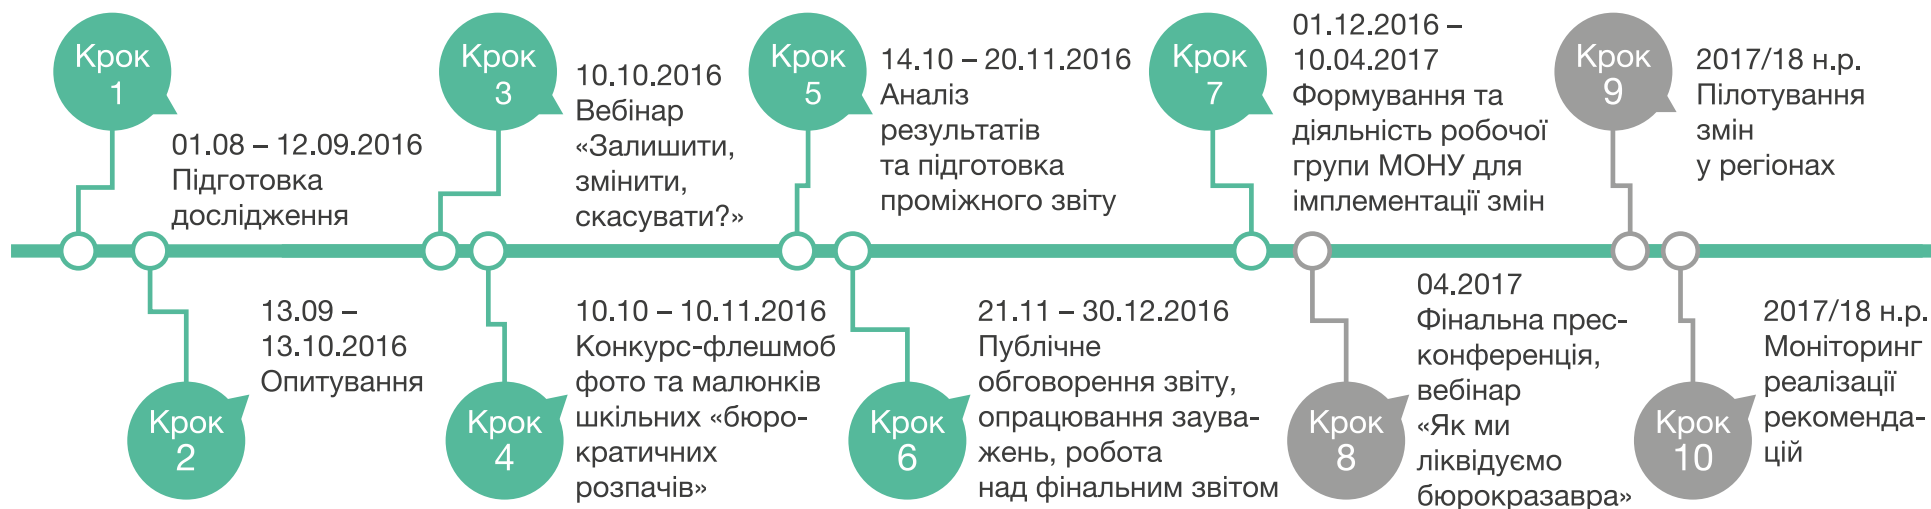 Крок
1
01.08 – 12.09.2016
Підготовка
дослідження
Крок
2
13.09 –
13.10.2016
Опитування
Крок
3
10.10.2016
Вебінар
«Залишити,
змінити,
скасувати?»
Крок
4
10.10 – 10.11.2016
Конкурс-флешмоб
фото та малюнків
шкільних «бюро-
кратичних
розпачів»
Крок
5
14.10 – 20.11.2016
Аналіз
результатів
та підготовка
проміжного звіту
Крок
6
21.11 – 30.12.2016
Публічне
обговорення звіту,
опрацювання заува-
жень, робота
над фінальним звітом
Крок
7
01.12.2016 –
10.04.2017
Формування та
діяльність робочої
групи МОНУ для
імплементації змін
Крок
8
04.2017
Фінальна прес-
конференція,
вебінар
«Як ми
ліквідуємо
бюрокразавра»
Крок
9
2017/18 н.р.
Пілотування
змін
у регіонах
Крок
10
2017/18 н.р.
Моніторинг
реалізації
рекоменда-
цій